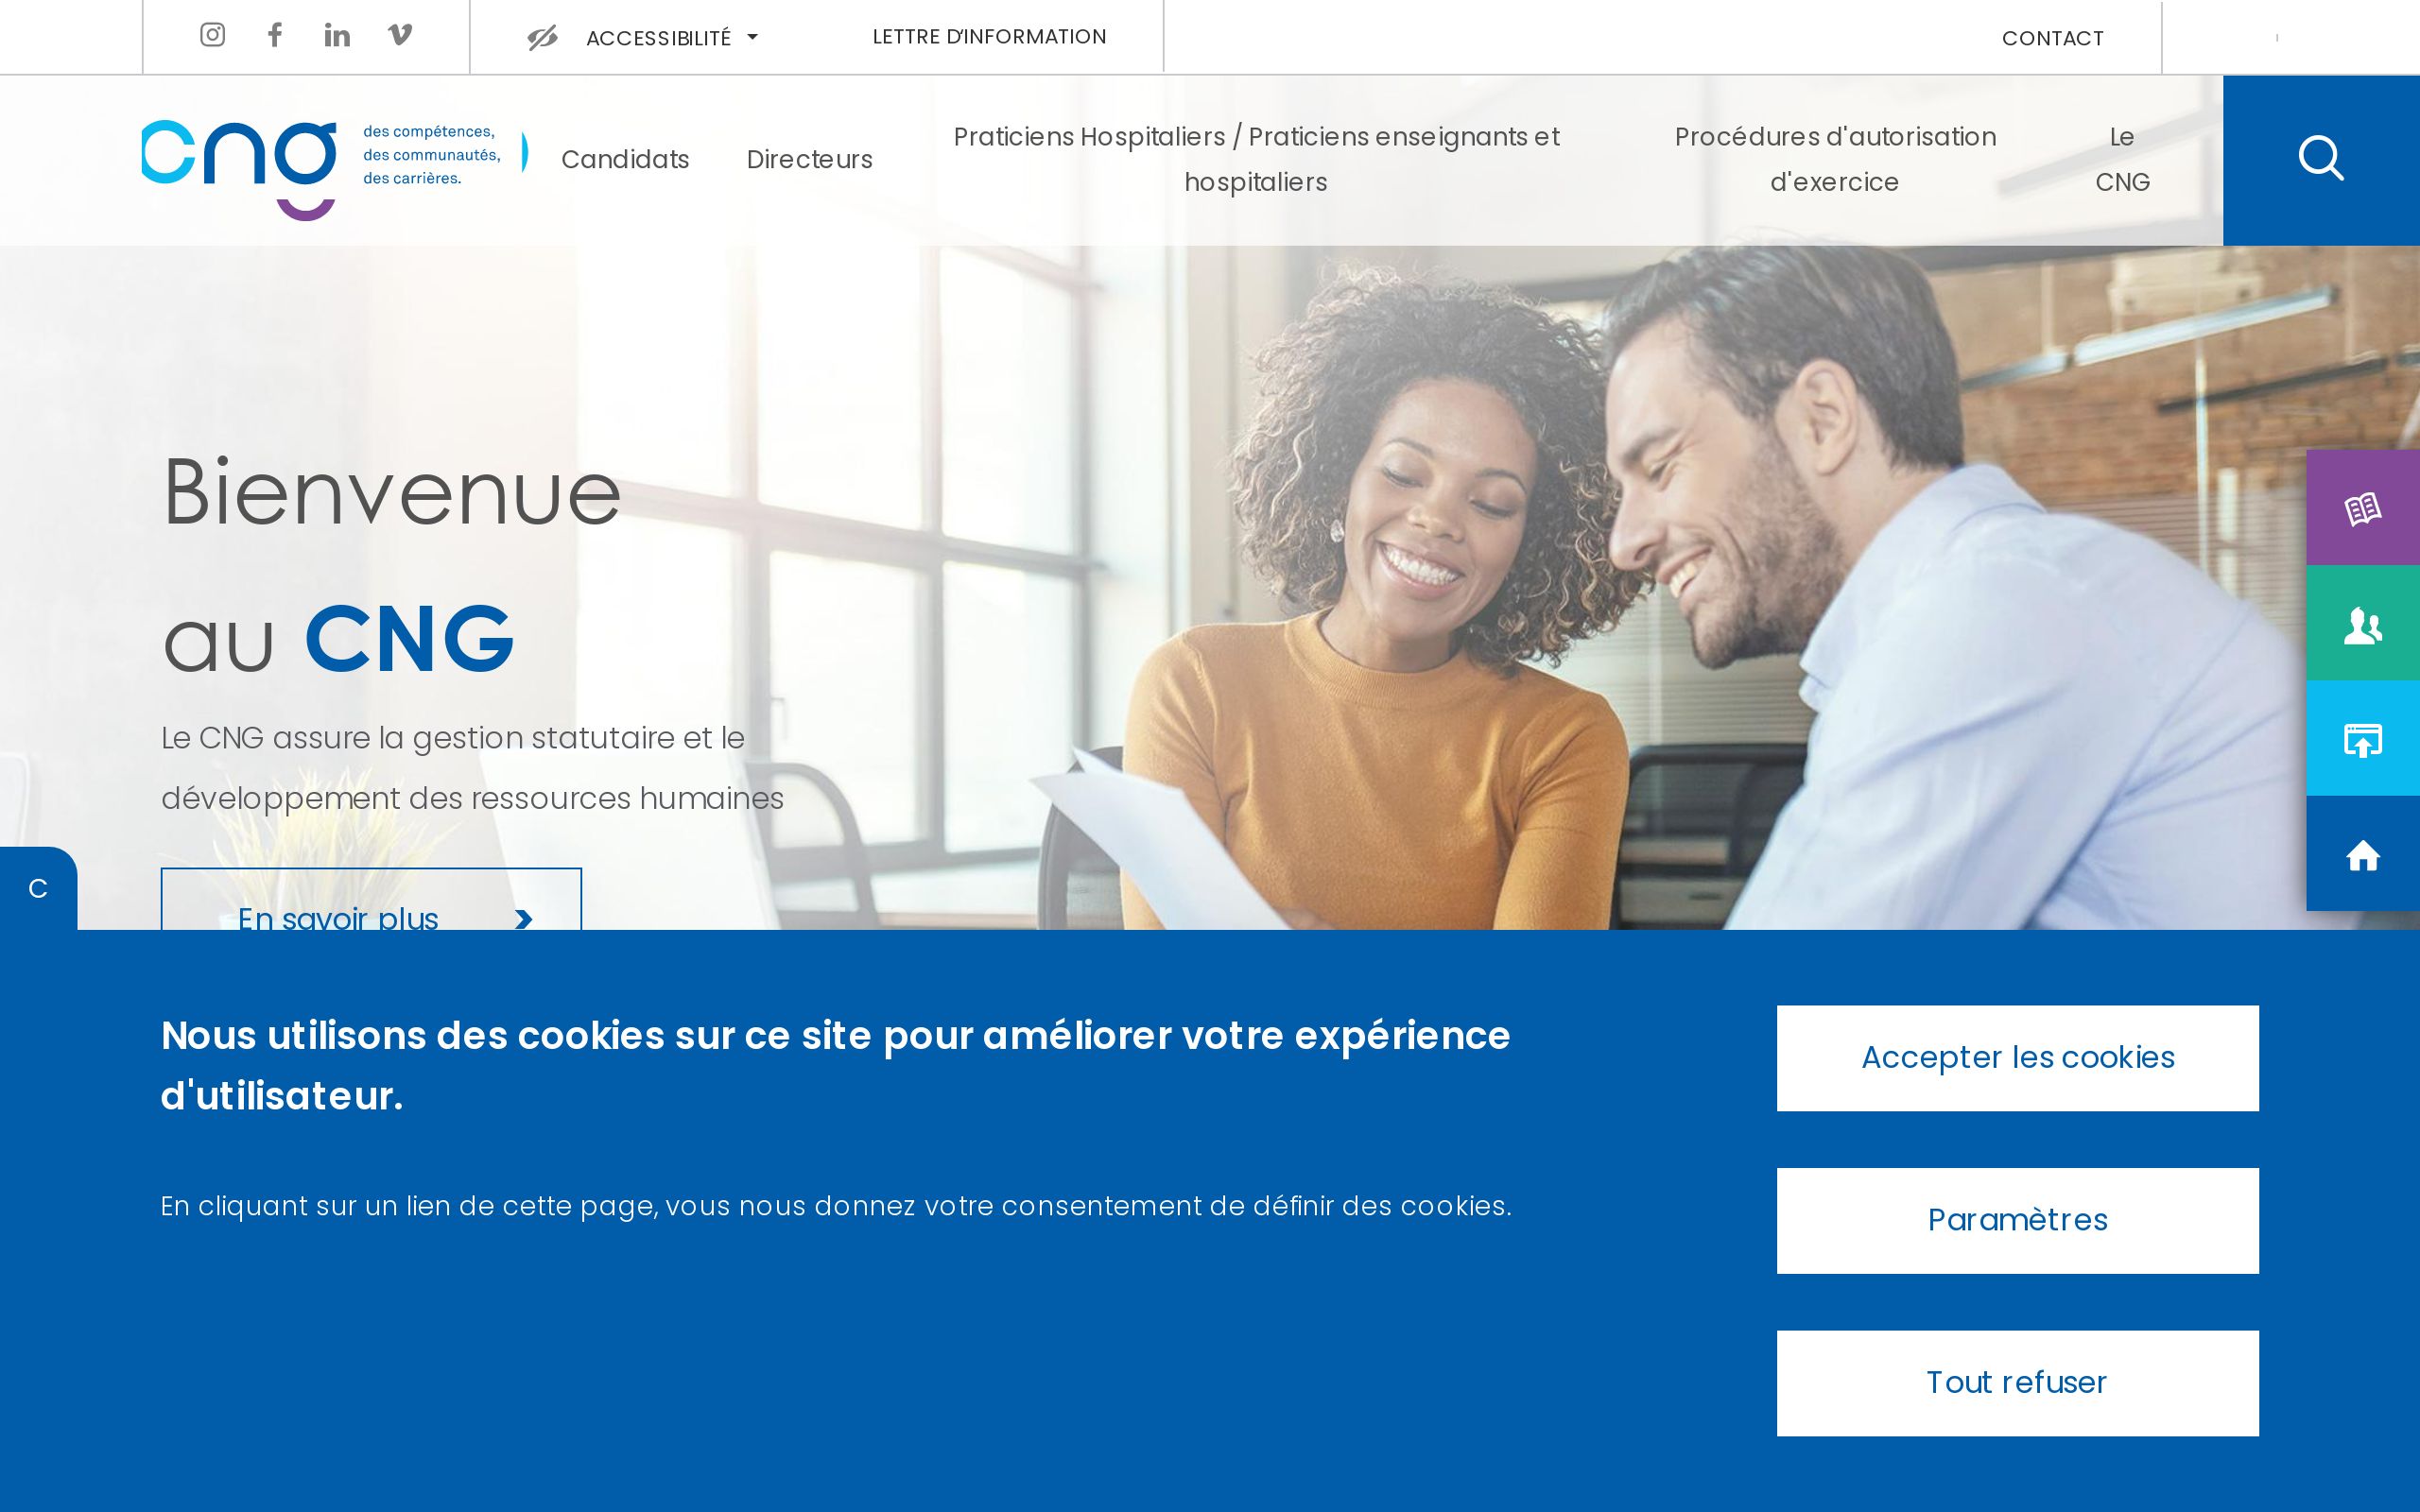 ACCESSIBILITÉ
LETTRE D'INFORMATION
CONTACT
cng
des compétences,
des communautés,
des carrières.
Candidats
Directeurs
Praticiens Hospitaliers / Praticiens enseignants et
hospitaliers
Procédures d'autorisation
d'exercice
Le
CNG
Bienvenue
au CNG
Le CNG assure la gestion statutaire et le
développement des ressources humaines
C
En savoir plus
Nous utilisons des cookies sur ce site pour améliorer votre expérience
d'utilisateur.
En cliquant sur un lien de cette page, vous nous donnez votre consentement de définir des cookies.
Accepter les cookies
Paramètres
Tout refuser